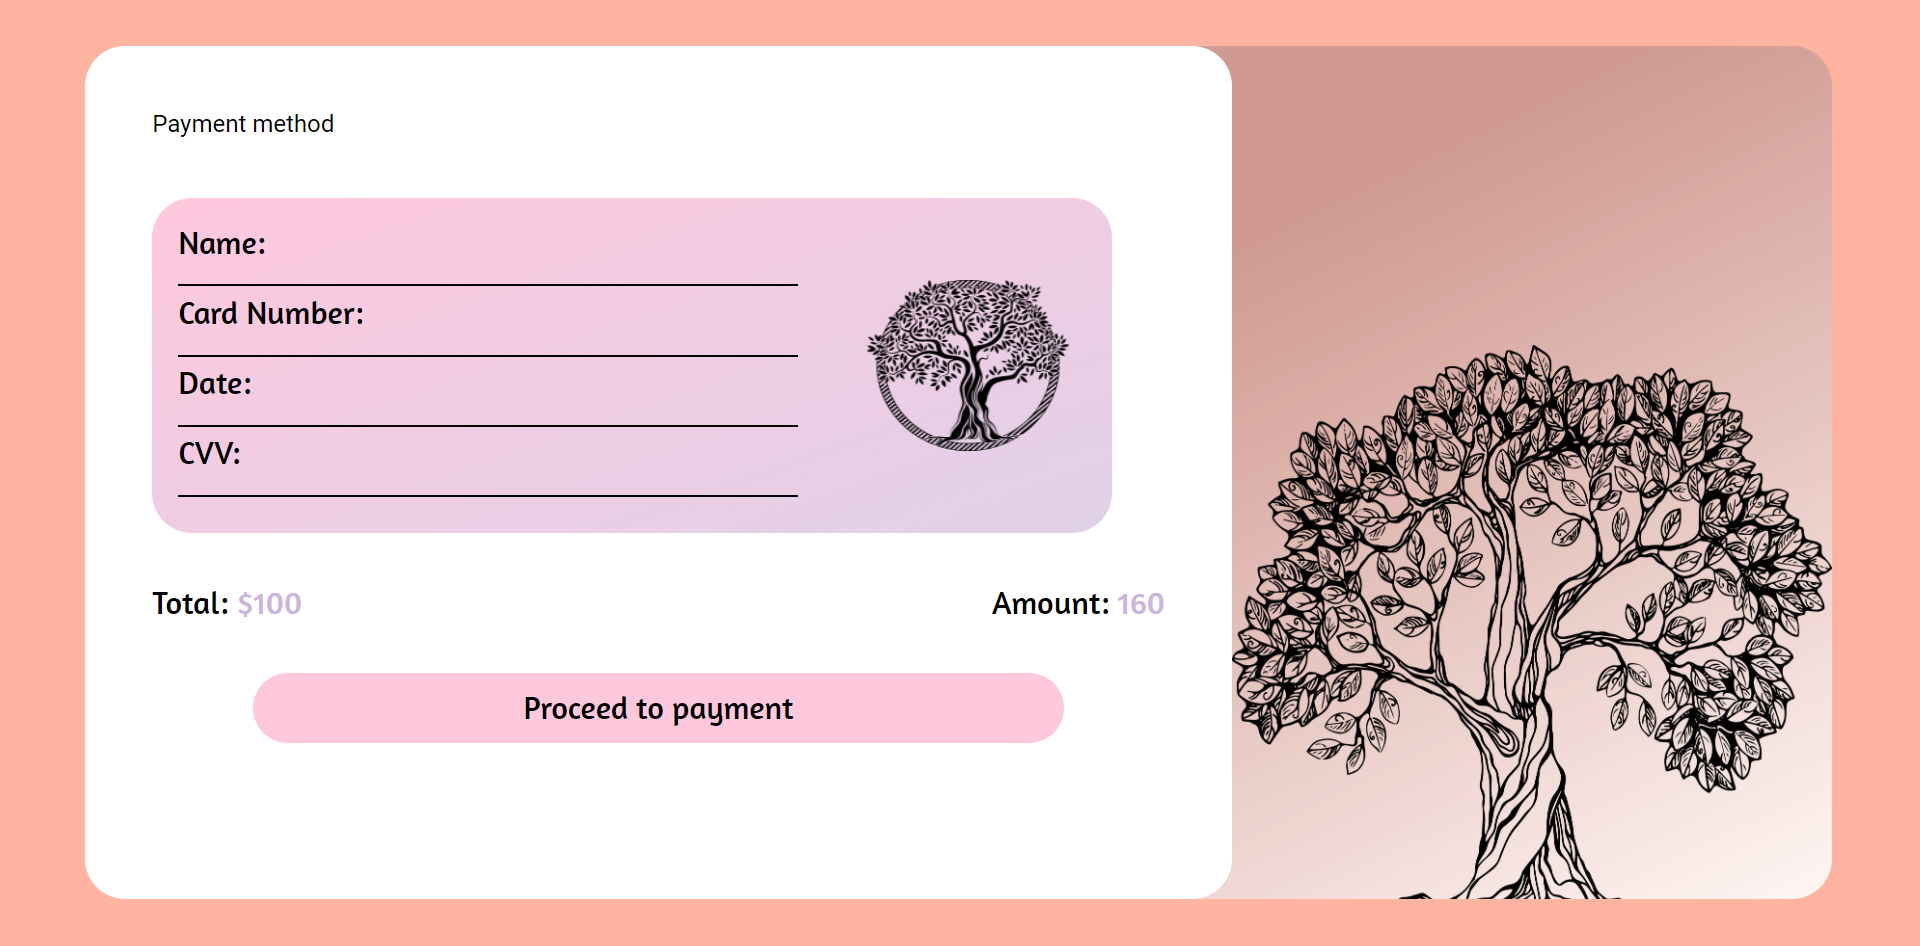 Payment method
Name:
Card Number:
Date:
CVV:
Total: $100 Amount: 160
Proceed to payment